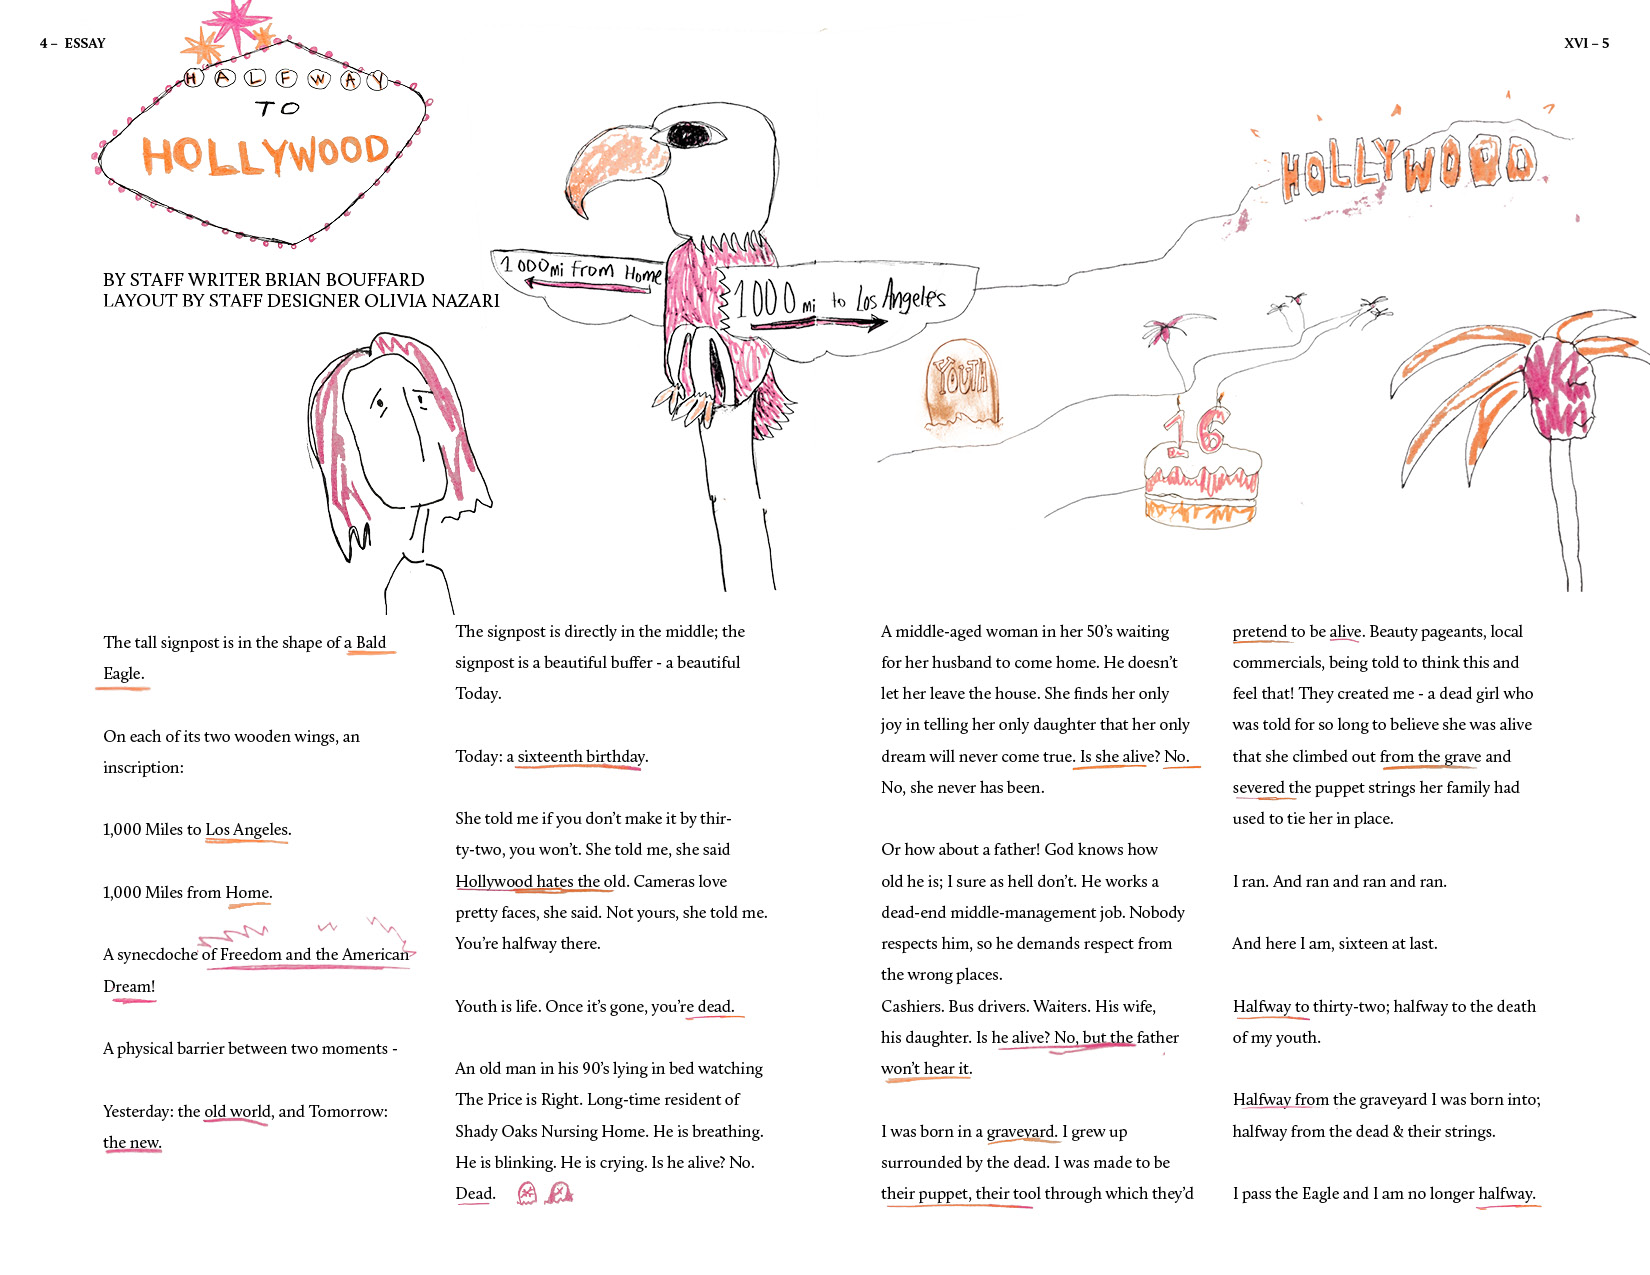 4 – ESSAY
XVI – 5
HALFWAY
TO
HOLLYWOOD
BY STAFF WRITER BRIAN BOUFFARD
LAYOUT BY STAFF DESIGNER OLIVIA NAZARI
1000mi from Home
1000 mi to Los Angeles
YOUTH
16
HOLLYWOOD
The tall signpost is in the shape of a Bald
Eagle.
On each of its two wooden wings, an
inscription:
1,000 Miles to Los Angeles.
1,000 Miles from Home.
A synecdoche of Freedom and the American
Dream!
A physical barrier between two moments -
Yesterday: the old world, and Tomorrow:
the new.
The signpost is directly in the middle; the
signpost is a beautiful buffer - a beautiful
Today.
Today: a sixteenth birthday.
She told me if you don’t make it by thir-
ty-two, you won’t. She told me, she said
Hollywood hates the old. Cameras love
pretty faces, she said. Not yours, she told me.
You’re halfway there.
Youth is life. Once it’s gone, you’re dead.
An old man in his 90’s lying in bed watching
The Price is Right. Long-time resident of
Shady Oaks Nursing Home. He is breathing.
He is blinking. He is crying. Is he alive? No.
Dead.
A middle-aged woman in her 50’s waiting
for her husband to come home. He doesn’t
let her leave the house. She finds her only
joy in telling her only daughter that her only
dream will never come true. Is she alive? No.
No, she never has been.
Or how about a father! God knows how
old he is; I sure as hell don’t. He works a
dead-end middle-management job. Nobody
respects him, so he demands respect from
the wrong places.
Cashiers. Bus drivers. Waiters. His wife,
his daughter. Is he alive? No, but the father
won’t hear it.
I was born in a graveyard. I grew up
surrounded by the dead. I was made to be
their puppet, their tool through which they’d
pretend to be alive. Beauty pageants, local
commercials, being told to think this and
feel that! They created me - a dead girl who
was told for so long to believe she was alive
that she climbed out from the grave and
severed the puppet strings her family had
used to tie her in place.
I ran. And ran and ran and ran.
And here I am, sixteen at last.
Halfway to thirty-two; halfway to the death
of my youth.
Halfway from the graveyard I was born into;
halfway from the dead & their strings.
I pass the Eagle and I am no longer halfway.